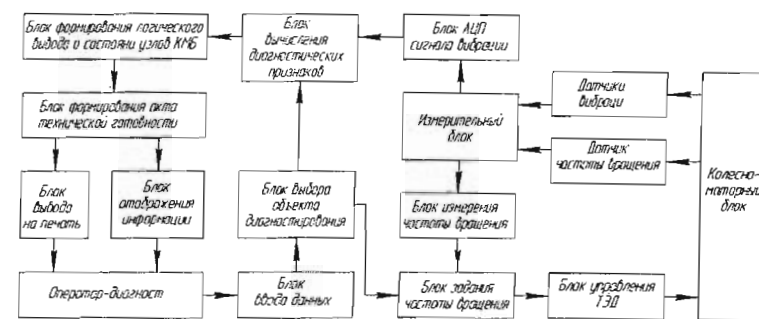 Блок формирования логического
вывода о состояни узлов КМБ
Блок
вычисления
диагностических
признаков
Блок АЦП
сигнала вибрации
Датчики
вибраци
Блок формирования акта
технической готовности
Измерительный
блок
Датчик
частоты вращения
Колесно-
моторный
блок
Блок
вывода
на печать
Блок
отображения
информации
Блок выбора
объекта
диагностирования
Блок измерения
частоты вращения
Оператор-диагност
Блок
ввода данных
Блок задания
частоты вращения
Блок управления
ТЭД